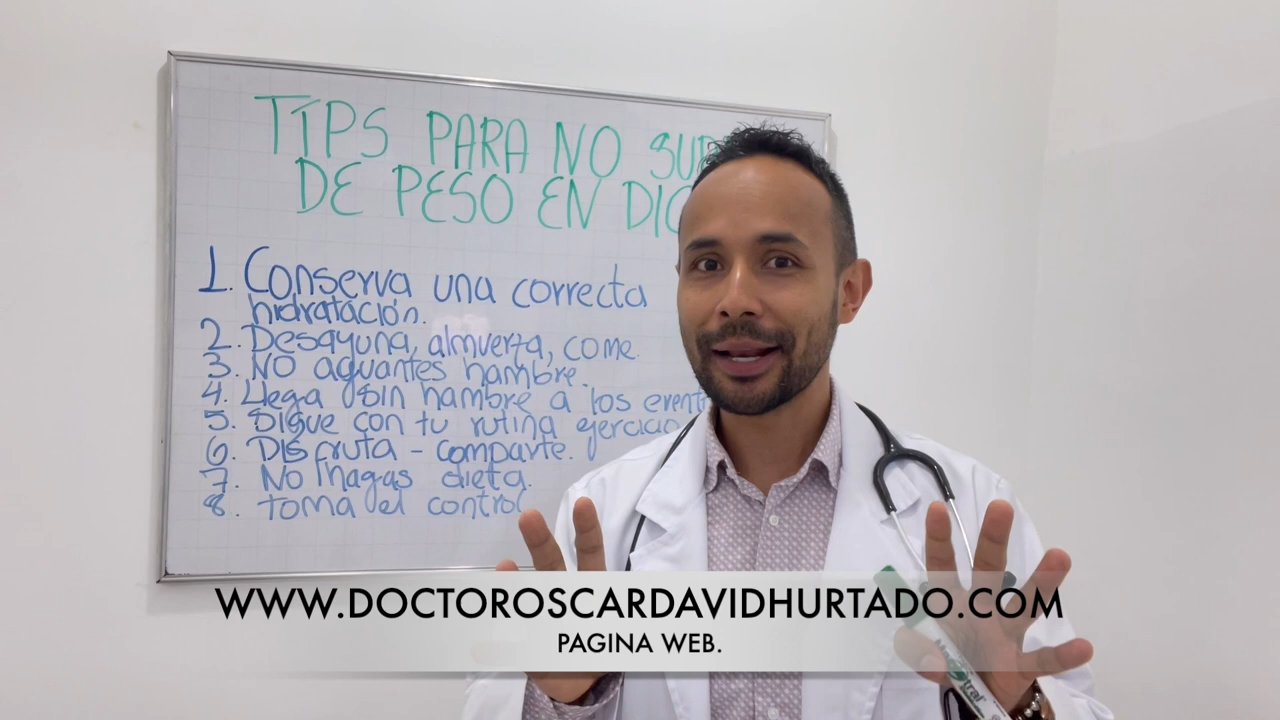 TIPS PARA NO
DE PESO EN
1. Conserva una correcta
hidratación.
2. Desayuna, almuerza, come.
3. NO aguantes hambre.
4. Llega sin hambre a los
5. Sigue con tu rutina
6. Disfruta - comparte.
7. No hagas dieta.
8. toma el control
WWW.DOCTOROSCARDAVIDHURTADO.COM
PAGINA WEB.